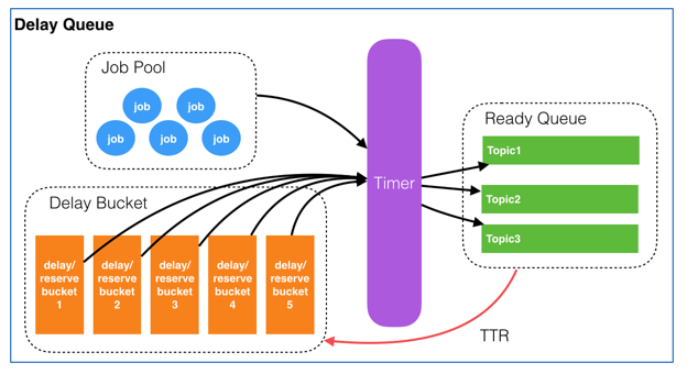 Delay Queue
Job Pool
job
job
job
job
job
Delay Bucket
delay/
reserve
bucket
1
delay/
reserve
bucket
2
delay/
reserve
bucket
3
delay/
reserve
bucket
4
delay/
reserve
bucket
5
Timer
Ready Queue
Topic1
Topic2
Topic3
TTR